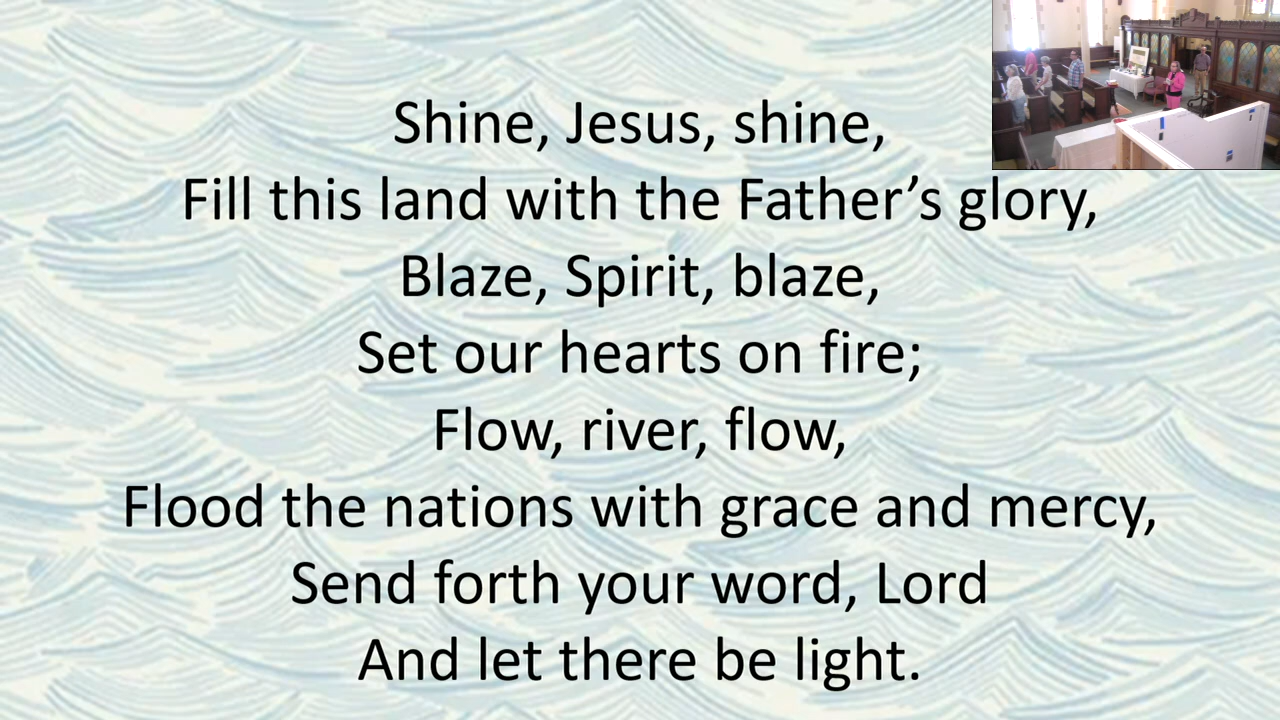 Shine, Jesus, shine,
Fill this land with the Father’s glory,
Blaze, Spirit, blaze,
Set our hearts on fire;
Flow, river, flow,
Flood the nations with grace and mercy,
Send forth your word, Lord
And let there be light.